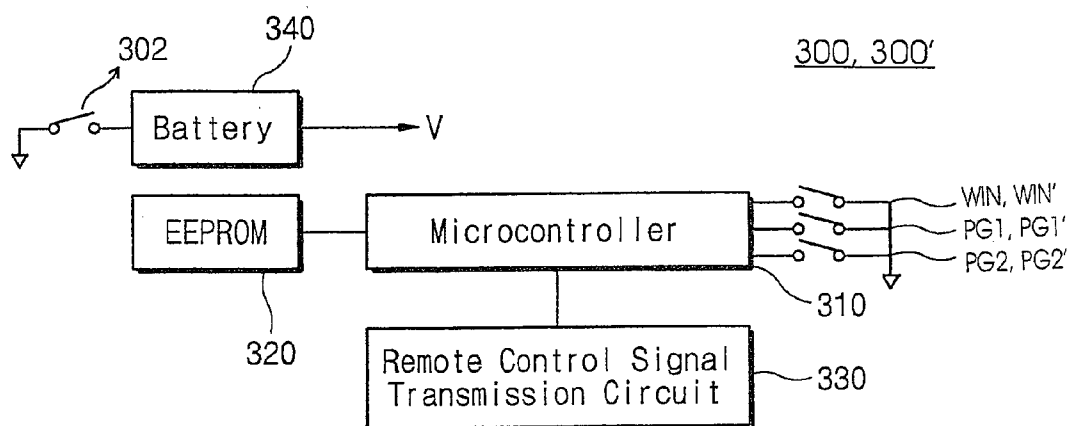 340
302
300, 300'
Battery
V
EEPROM
Microcontroller
WIN, WIN'
PG1, PG1'
PG2, PG2'
310
320
Remote Control Signal
Transmission Circuit
330